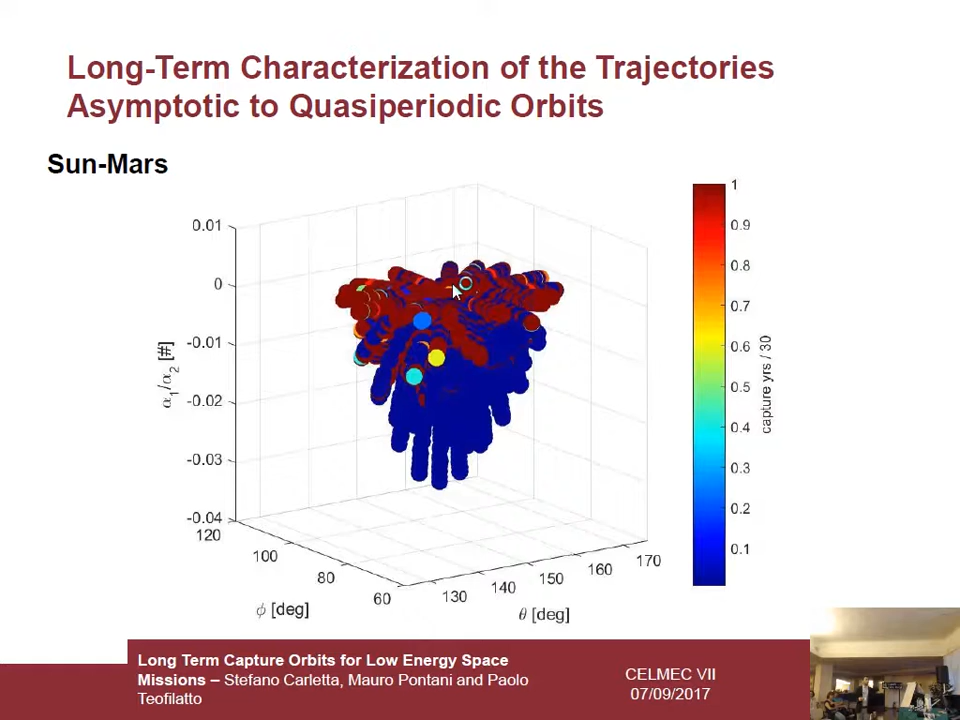 Long-Term Characterization of the Trajectories
Asymptotic to Quasiperiodic Orbits
Sun-Mars
0.01
0
-0.01
-0.02
-0.03
-0.04
α1/α2 [#]
120
100
80
60
ϕ [deg]
130
140
150
160
170
θ [deg]
1
0.9
0.8
0.7
0.6
0.5
0.4
0.3
0.2
0.1
capture yrs / 30
Long Term Capture Orbits for Low Energy Space
Missions – Stefano Carletta, Mauro Pontani and Paolo
Teofilatto
CELMEC VII
07/09/2017